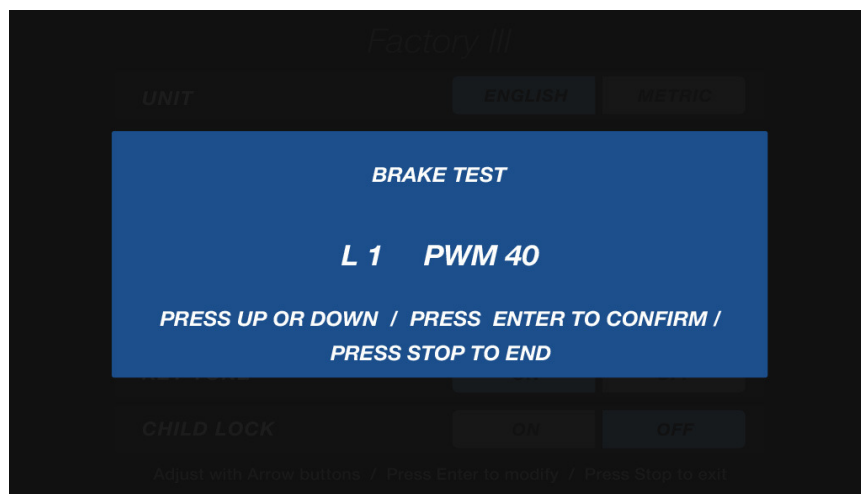 Factory III
UNIT ENGLISH METRIC
BRAKE TEST
L 1 PWM 40
PRESS UP OR DOWN / PRESS ENTER TO CONFIRM /
PRESS STOP TO END
CHILD LOCK ON OFF
Adjust with Arrow buttons / Press Enter to modify / Press Stop to exit